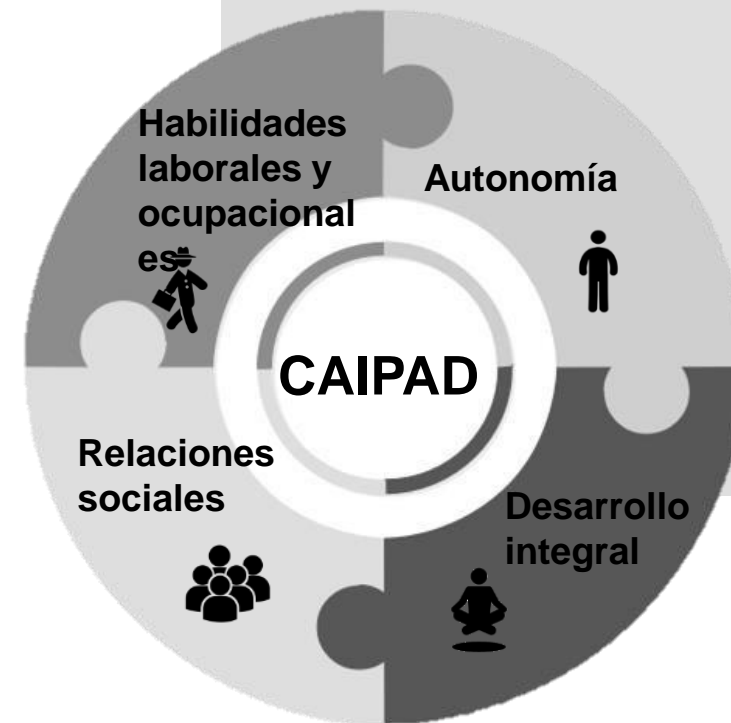 Habilidades
laborales y
ocupacional
es
Autonomía
CAIPAD
Relaciones
sociales
Desarrollo
integral